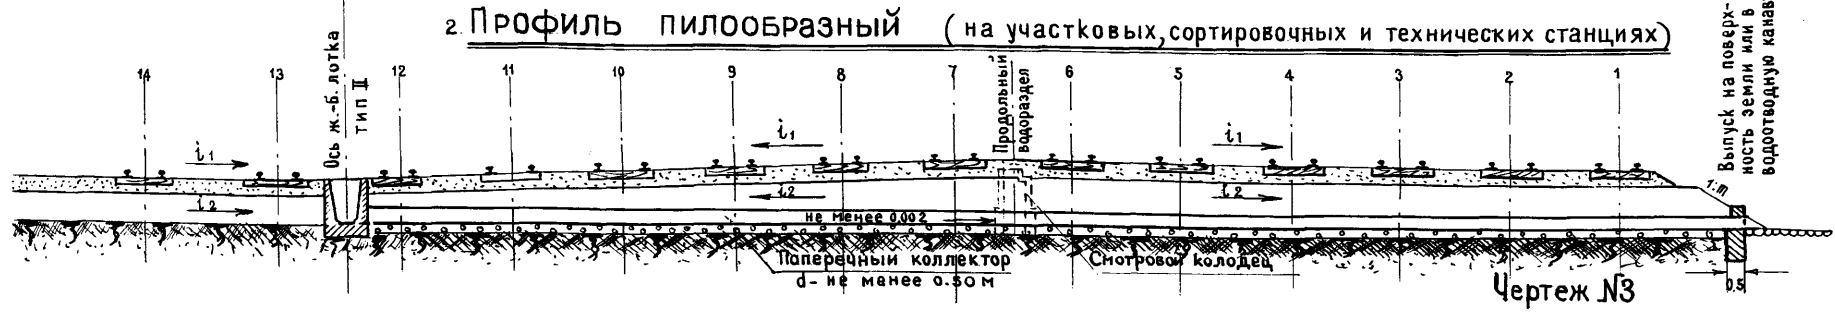 2. Профиль пилообразный (на участковых, сортировочных и технических станциях)
14 13 12 11 10 9 8 7 6 5 4 3 2 1
Ось ж.-б. лотка
тип III
Продольный
водораздел
Выпуск на поверх-
ность земли или в
водоотводную канав
i₁ i₁ i₁
i₂ i₂ i₂
1:m
не менее 0.002
Поперечный коллектор
d- не менее 0.50 м
Смотровой колодец
0.5
Чертеж №3